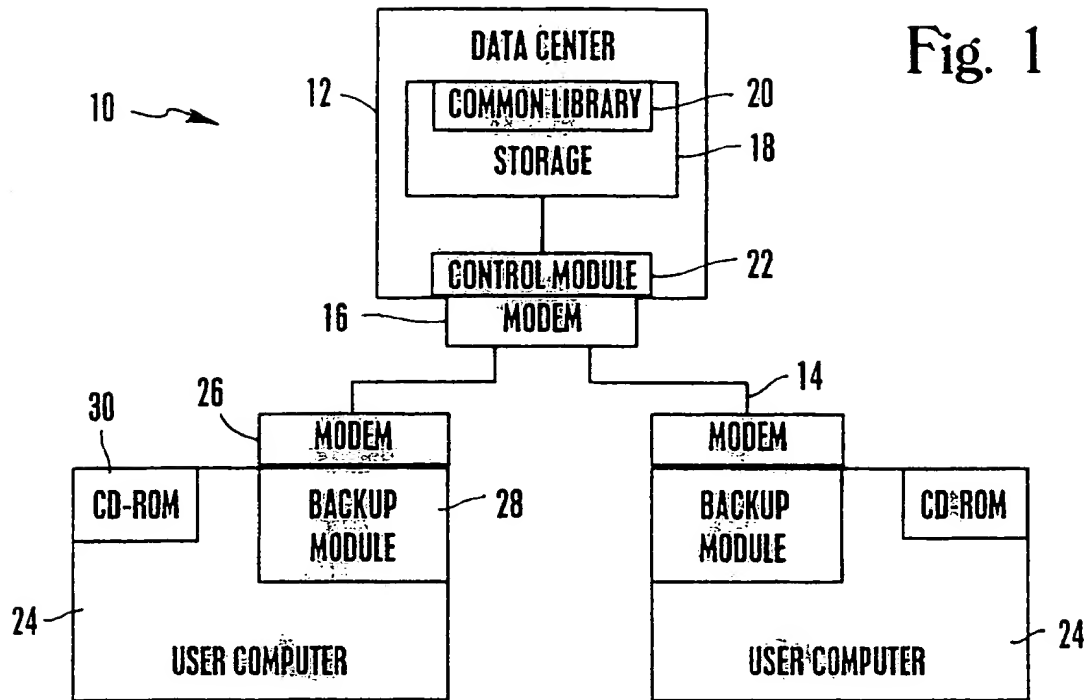 Fig. 1
DATA CENTER
10
12
COMMON LIBRARY
20
STORAGE
18
CONTROL MODULE
22
16
MODEM
14
26
30
MODEM
MODEM
CD-ROM
BACKUP
MODULE
28
BACKUP
MODULE
CD-ROM
24
USER COMPUTER
USER COMPUTER
24